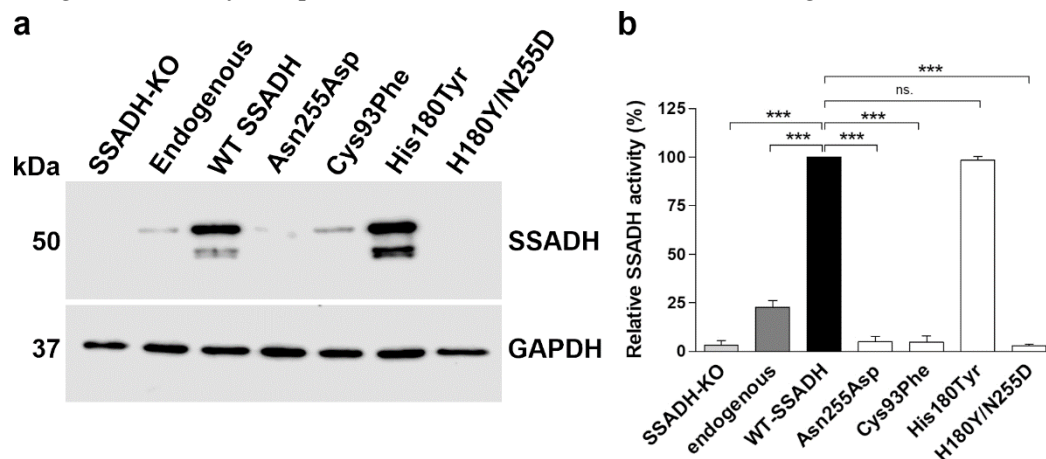 a
SSADH-KO
Endogenous
WT SSADH
Asn255Asp
Cys93Phe
His180Tyr
H180Y/N255D
kDa
50
SSADH
37
GAPDH
b
***
ns.
*** ***
*** ***
Relative SSADH activity (%)
125
100
75
50
25
0
SSADH-KO
endogenous
WT-SSADH
Asn255Asp
Cys93Phe
His180Tyr
H180Y/N255D